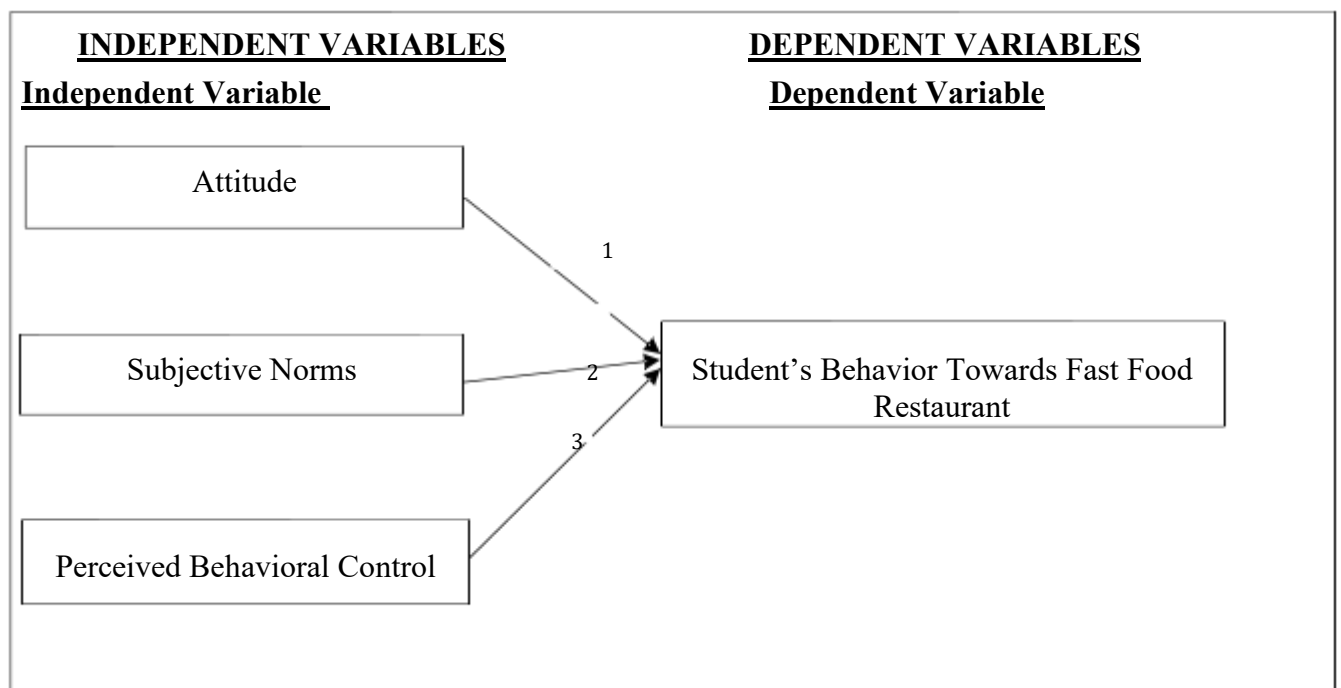 INDEPENDENT VARIABLES
DEPENDENT VARIABLES
Independent Variable
Dependent Variable
Attitude
1
Subjective Norms
2
Student’s Behavior Towards Fast Food
Restaurant
3
Perceived Behavioral Control